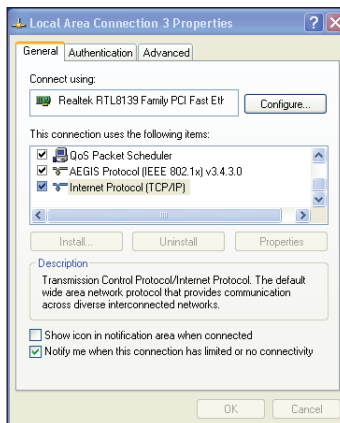 Local Area Connection 3 Properties
General Authentication Advanced
Connect using:
Realtek RTL8139 Family PCI Fast Eth
Configure...
This connection uses the following items:
QoS Packet Scheduler
AEGIS Protocol (IEEE 802.1x) v3.4.3.0
Internet Protocol (TCP/IP)
Install... Uninstall Properties
Description
Transmission Control Protocol/Internet Protocol. The default
wide area network protocol that provides communication
across diverse interconnected networks.
Show icon in notification area when connected
Notify me when this connection has limited or no connectivity
OK Cancel